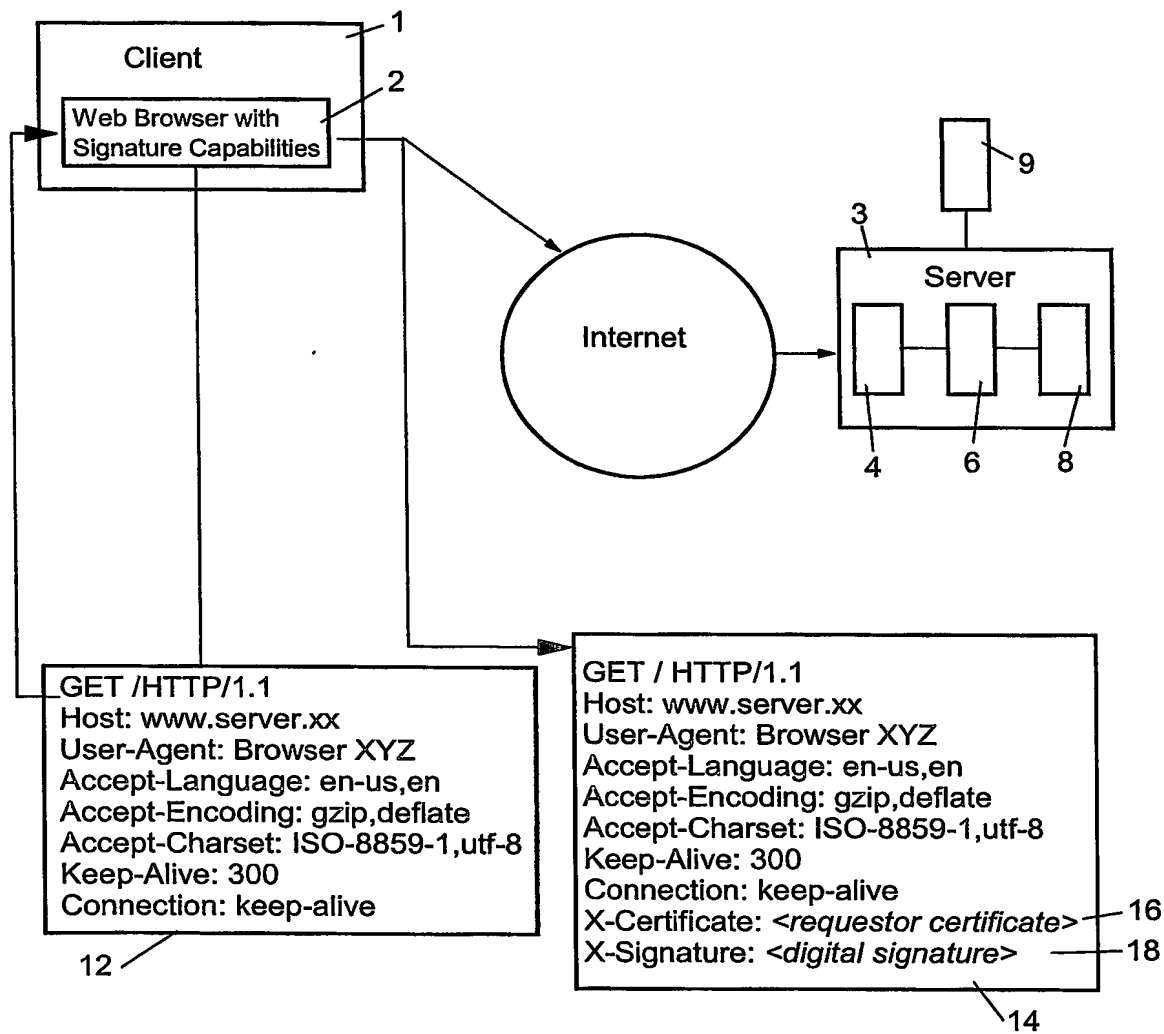 1
Client
2
Web Browser with
Signature Capabilities
9
3
Server
Internet
4
6
8
GET /HTTP/1.1
Host: www.server.xx
User-Agent: Browser XYZ
Accept-Language: en-us,en
Accept-Encoding: gzip,deflate
Accept-Charset: ISO-8859-1,utf-8
Keep-Alive: 300
Connection: keep-alive
12
GET / HTTP/1.1
Host: www.server.xx
User-Agent: Browser XYZ
Accept-Language: en-us,en
Accept-Encoding: gzip,deflate
Accept-Charset: ISO-8859-1,utf-8
Keep-Alive: 300
Connection: keep-alive
X-Certificate: <requestor certificate>
16
X-Signature: <digital signature>
18
14